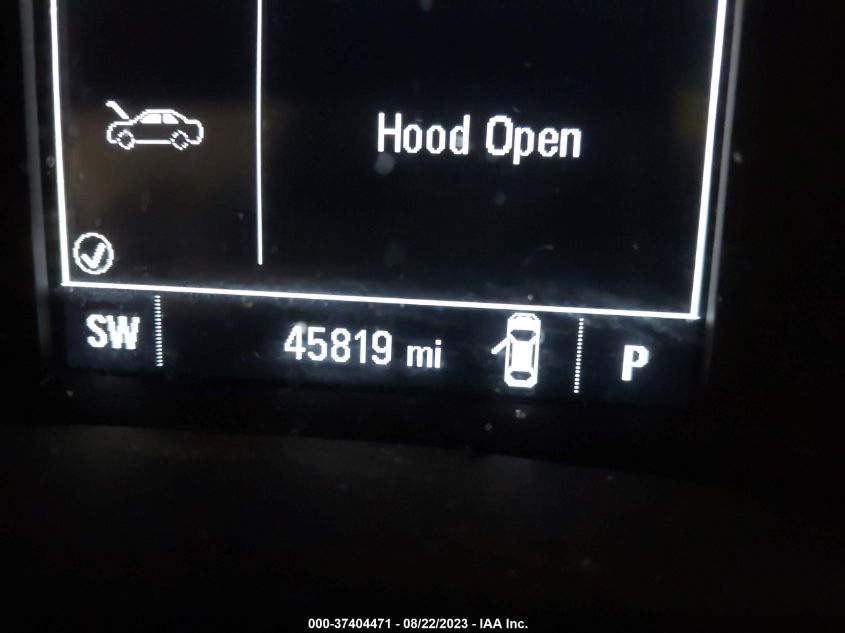 Hood Open
SW 45819 mi P
000-37404471 - 08/22/2023 - IAA Inc.